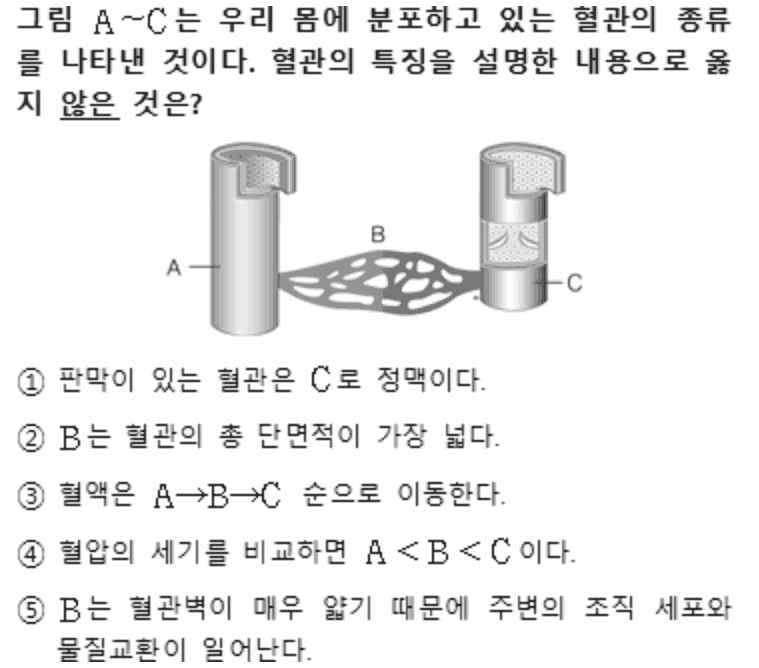 그림 A~C는 우리 몸에 분포하고 있는 혈관의 종류
를 나타낸 것이다. 혈관의 특징을 설명한 내용으로 옳
지 않은 것은?
B
A
C
① 판막이 있는 혈관은 C로 정맥이다.
② B는 혈관의 총 단면적이 가장 넓다.
③ 혈액은 A→B→C 순으로 이동한다.
④ 혈압의 세기를 비교하면 A<B<C이다.
⑤ B는 혈관벽이 매우 얇기 때문에 주변의 조직 세포와
물질교환이 일어난다.